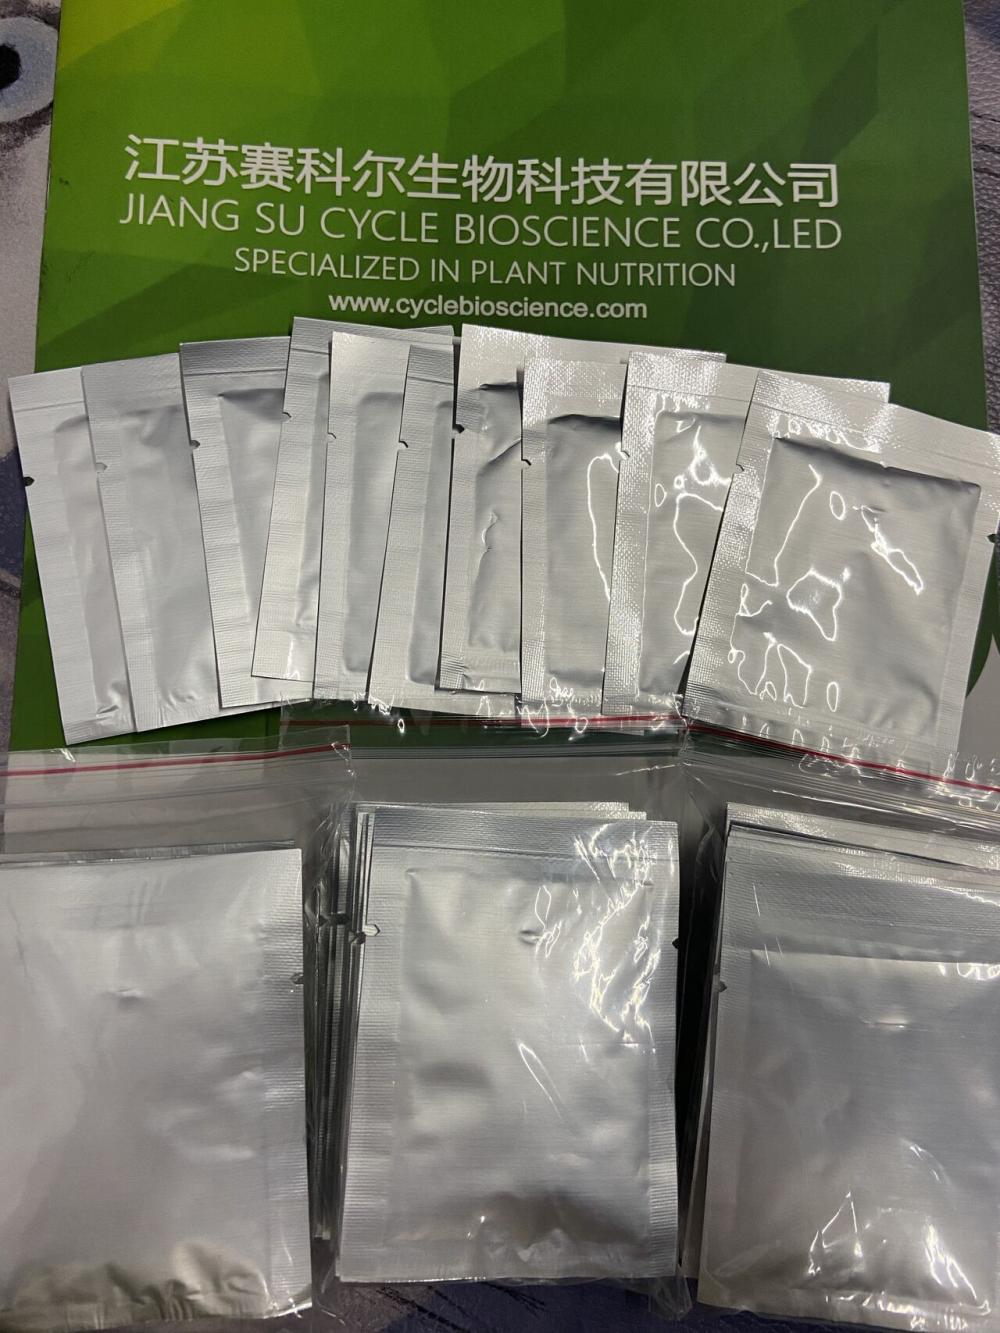 江苏赛科尔生物科技有限公司
JIANG SU CYCLE BIOSCIENCE CO.,LED
SPECIALIZED IN PLANT NUTRITION
www.cyclebioscience.com